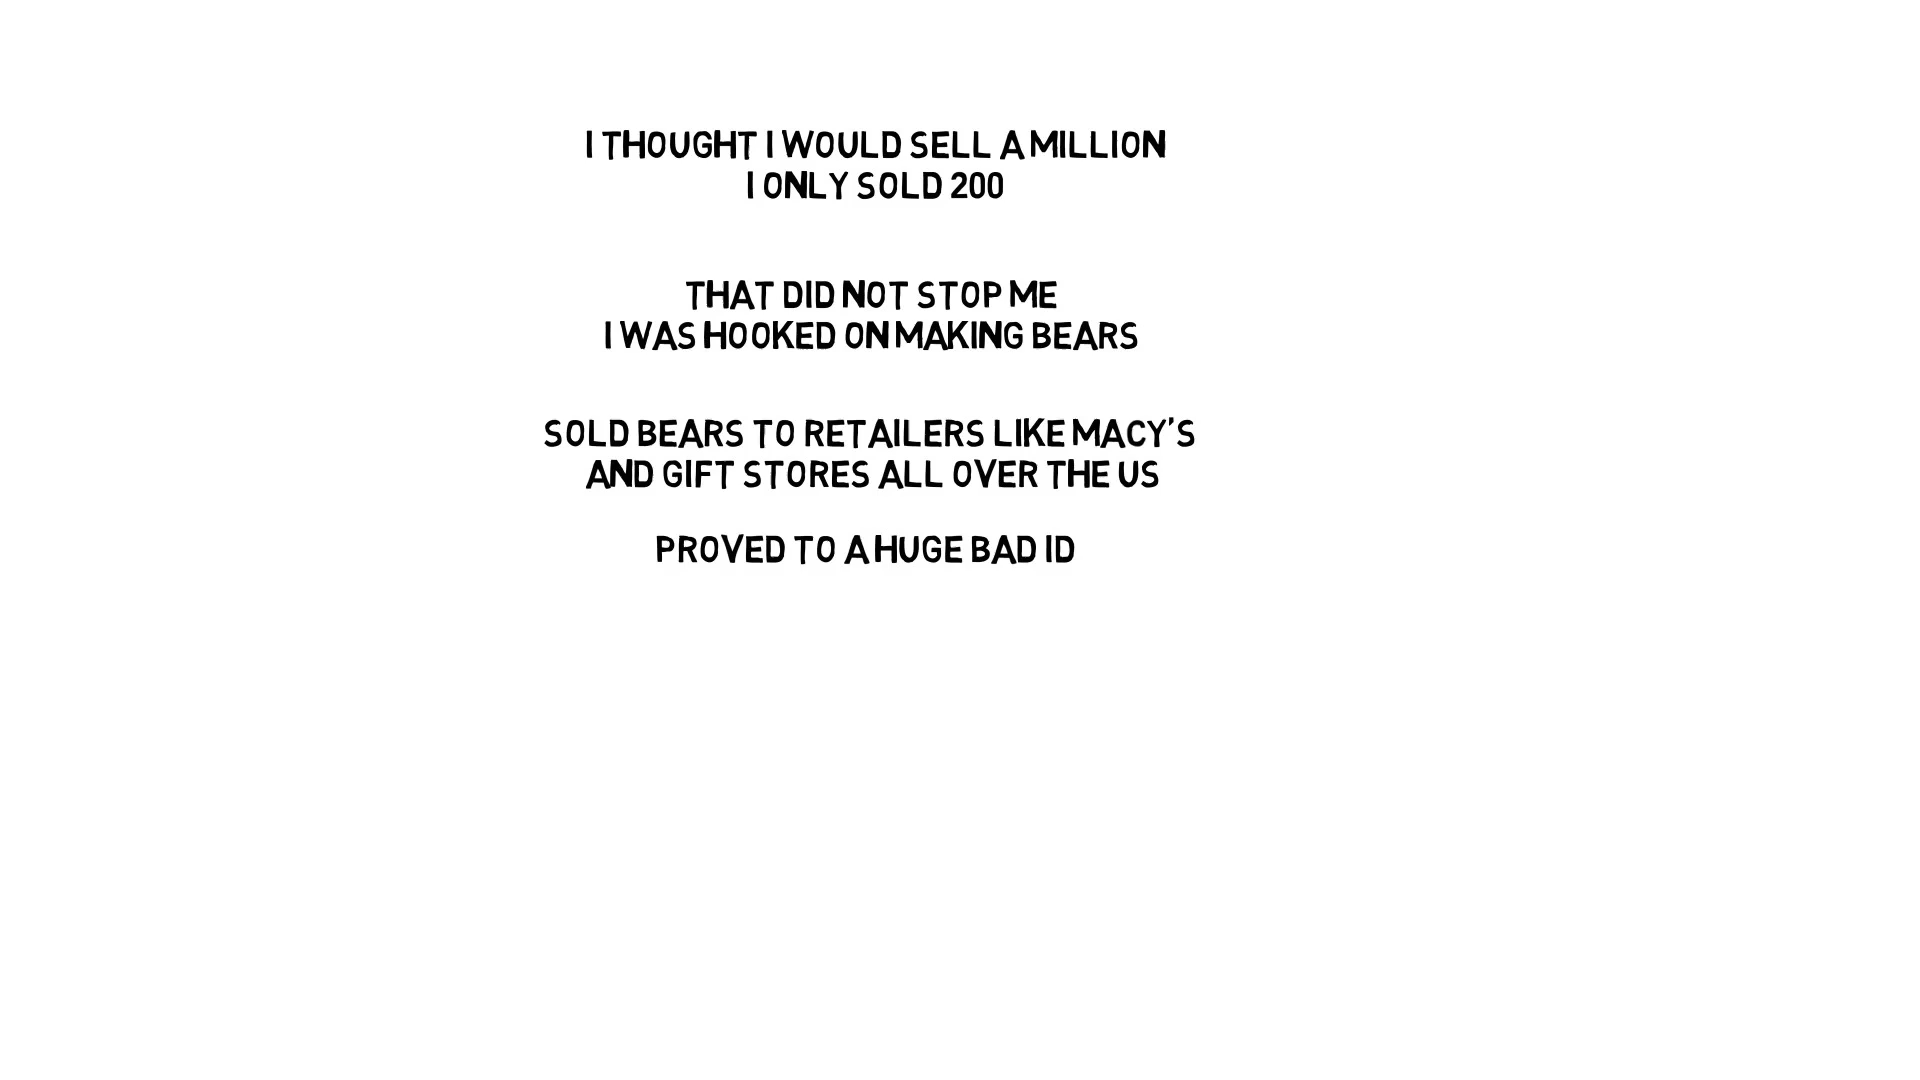 I THOUGHT I WOULD SELL A MILLION
I ONLY SOLD 200
THAT DID NOT STOP ME
I WAS HOOKED ON MAKING BEARS
SOLD BEARS TO RETAILERS LIKE MACY'S
AND GIFT STORES ALL OVER THE US
PROVED TO A HUGE BAD ID